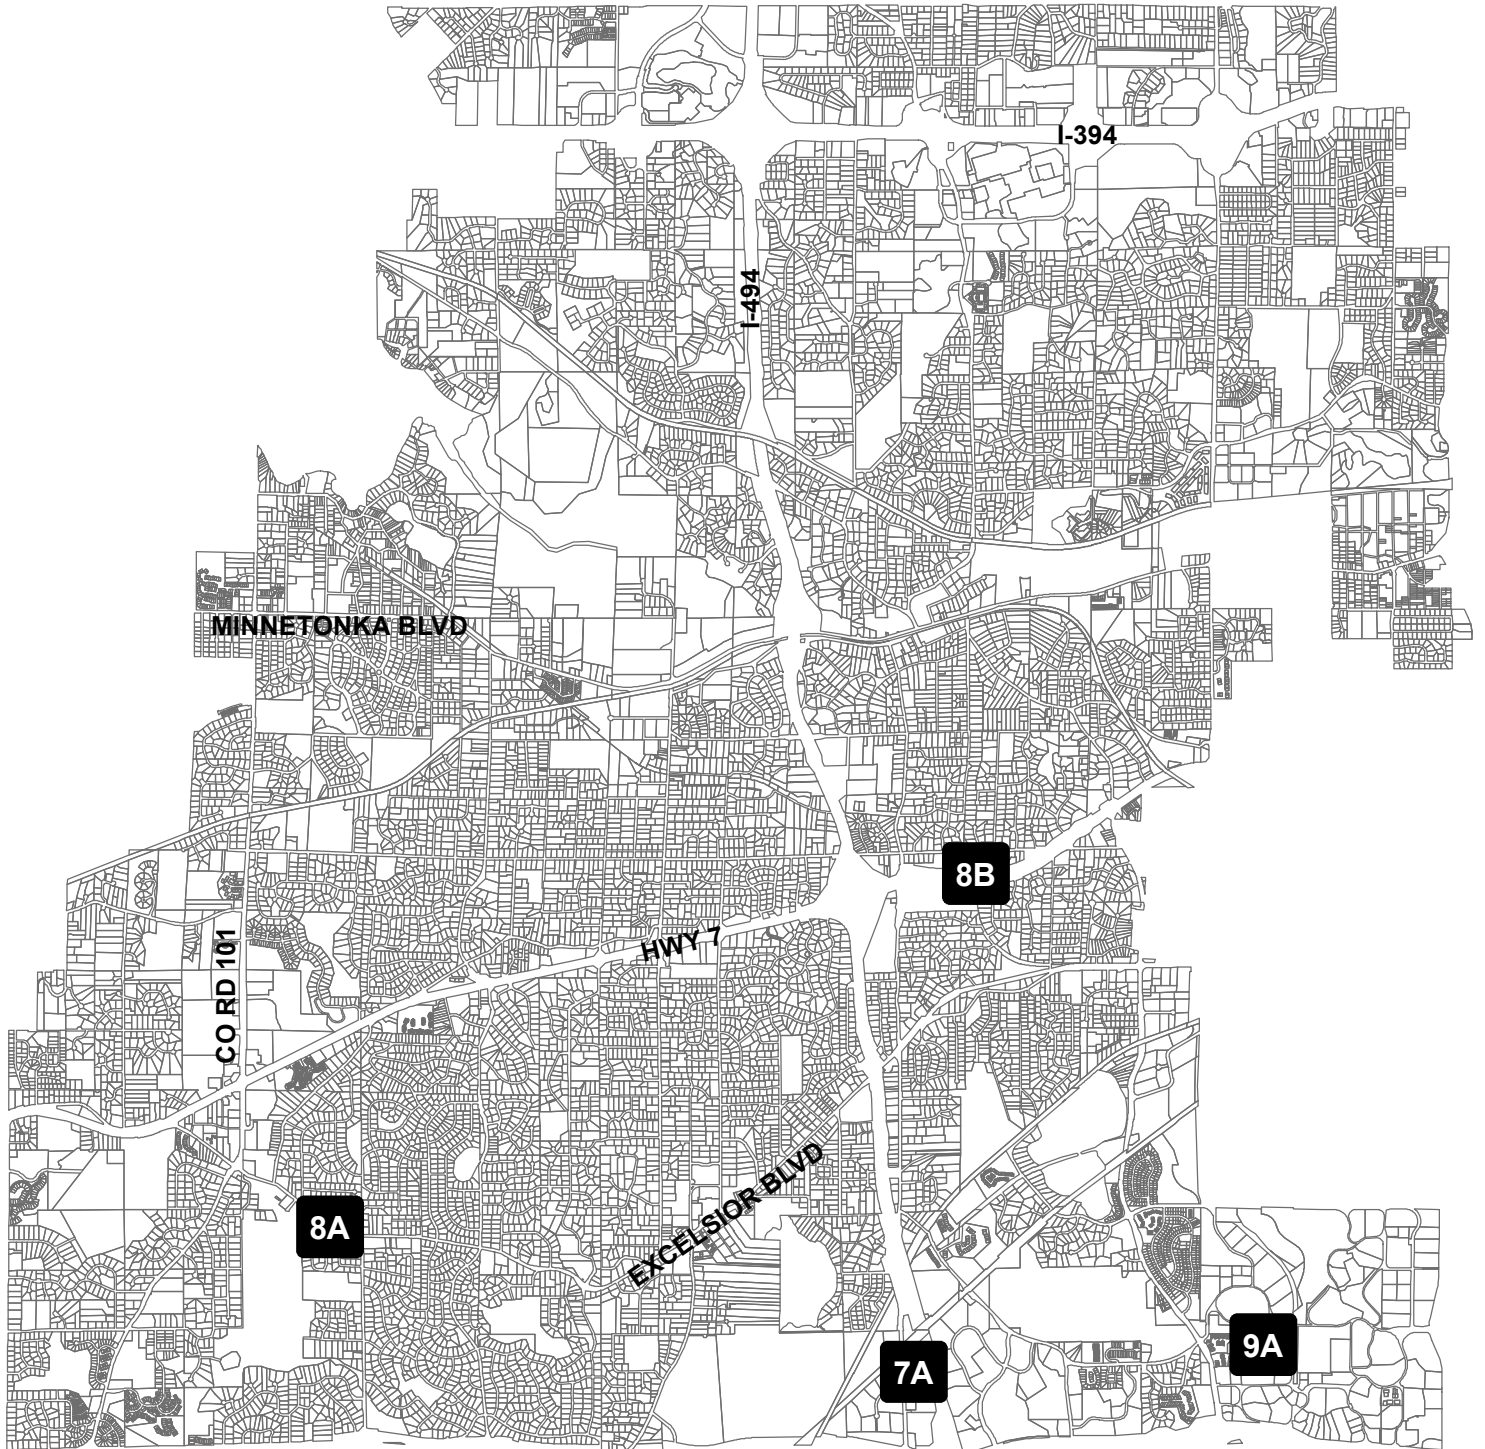 I-394
I-494
MINNETONKA BLVD
8B
HWY 7
CO RD 101
EXCELSIOR BLVD
8A
9A
7A